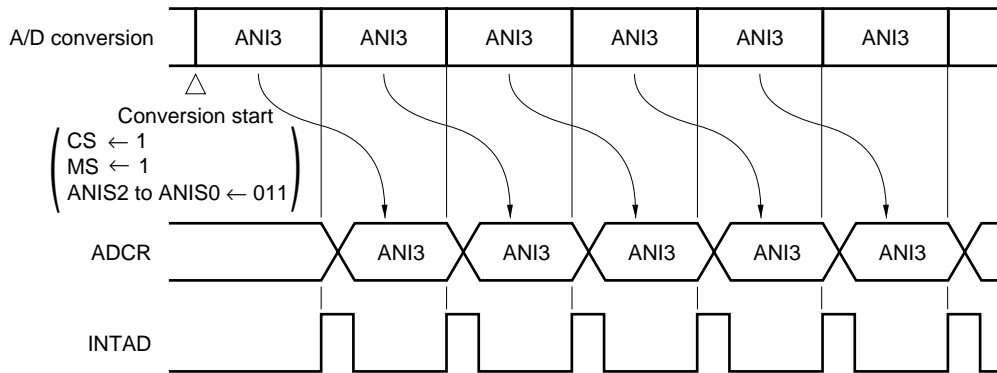 A/D conversion ANI3 ANI3 ANI3 ANI3 ANI3 ANI3
Conversion start
CS ← 1
MS ← 1
ANIS2 to ANIS0 ← 011
ADCR ANI3 ANI3 ANI3 ANI3 ANI3
INTAD